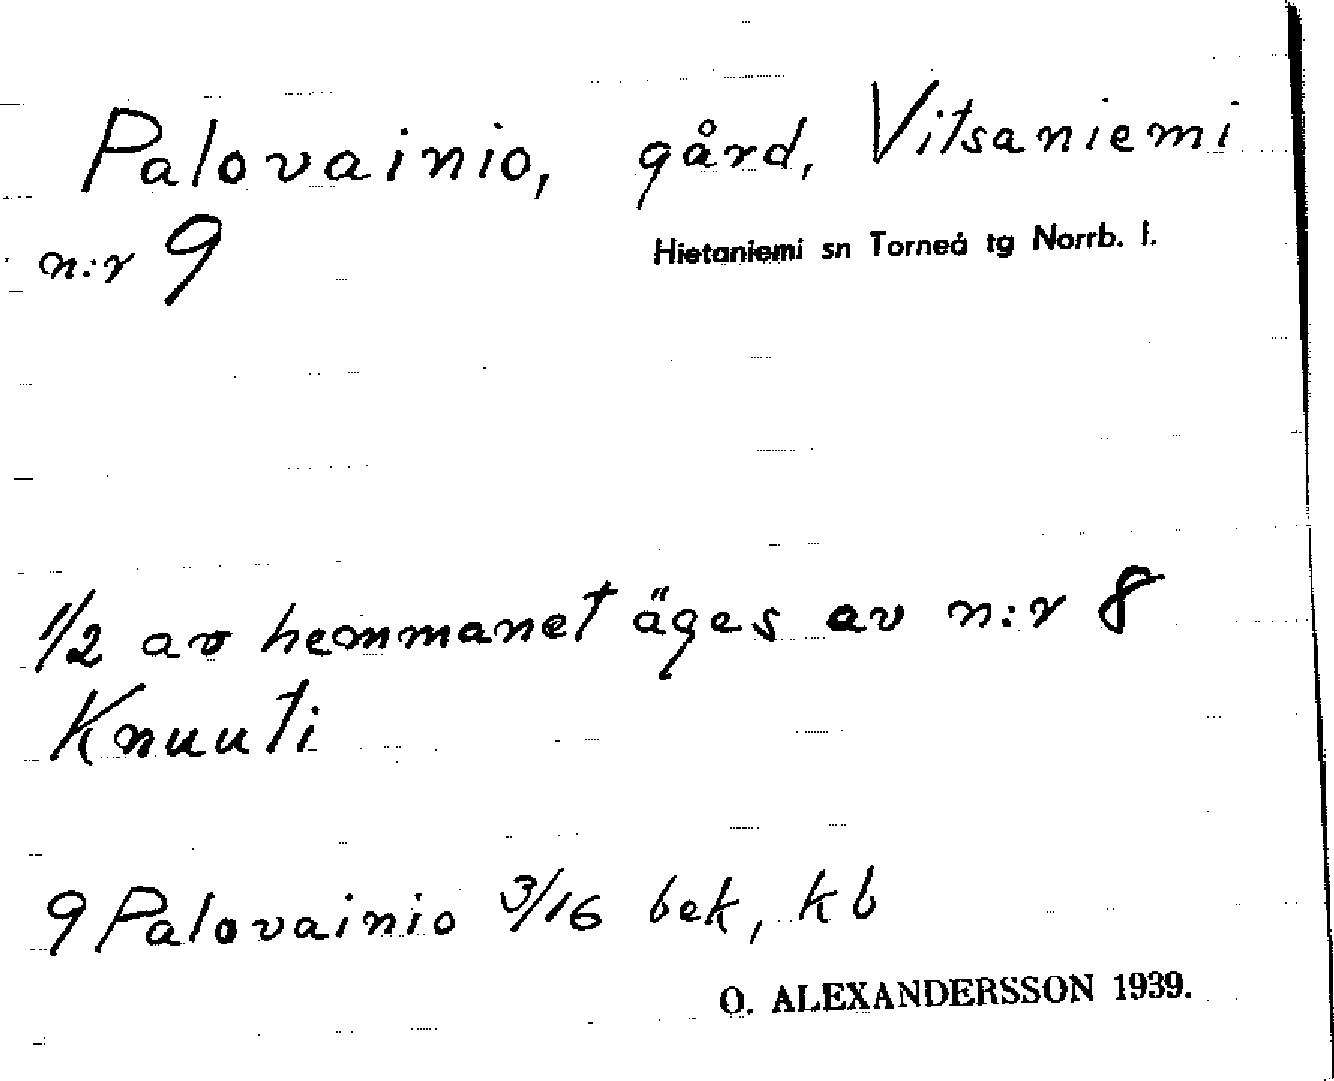 Palovainio, gård, Vitsaniemi
n:r 9
Hietaniemi sn Torneå tg Norrb. l.
1/2 av hemmanet äges av n:r 8
Knuuti
9 Palovainio 3/16 bek, kb
O. ALEXANDERSSON 1939.